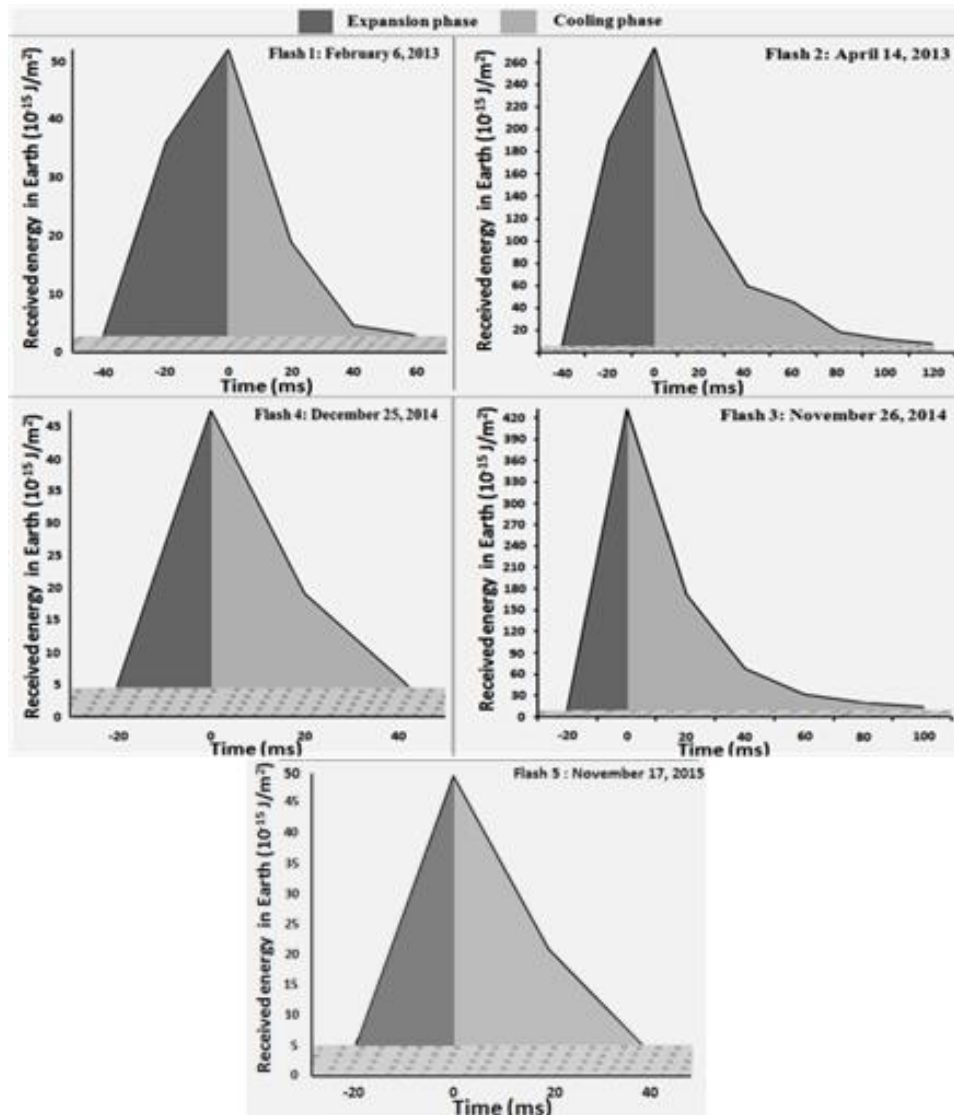 Expansion phase
Cooling phase
Flash 1: February 6, 2013
Received energy in Earth (10-15 J/m2)
50
40
30
20
10
0
-40 -20 0 20 40 60
Time (ms)
Flash 2: April 14, 2013
Received energy in Earth (10-15 J/m2)
260
240
220
200
180
160
140
120
100
80
60
40
20
-40 -20 0 20 40 60 80 100 120
Time (ms)
Flash 4: December 25, 2014
Received energy in Earth (10-15 J/m2)
45
40
35
30
25
20
15
10
5
0
-20 0 20 40
Time (ms)
Flash 3: November 26, 2014
Received energy in Earth (10-15 J/m2)
420
390
360
330
300
270
240
210
180
150
120
90
60
30
0
-20 0 20 40 60 80 100
Time (ms)
Flash 5 : November 17, 2015
Received energy in Earth (10-15 J/m2)
50
45
40
35
30
25
20
15
10
5
0
-20 0 20 40
Time (ms)